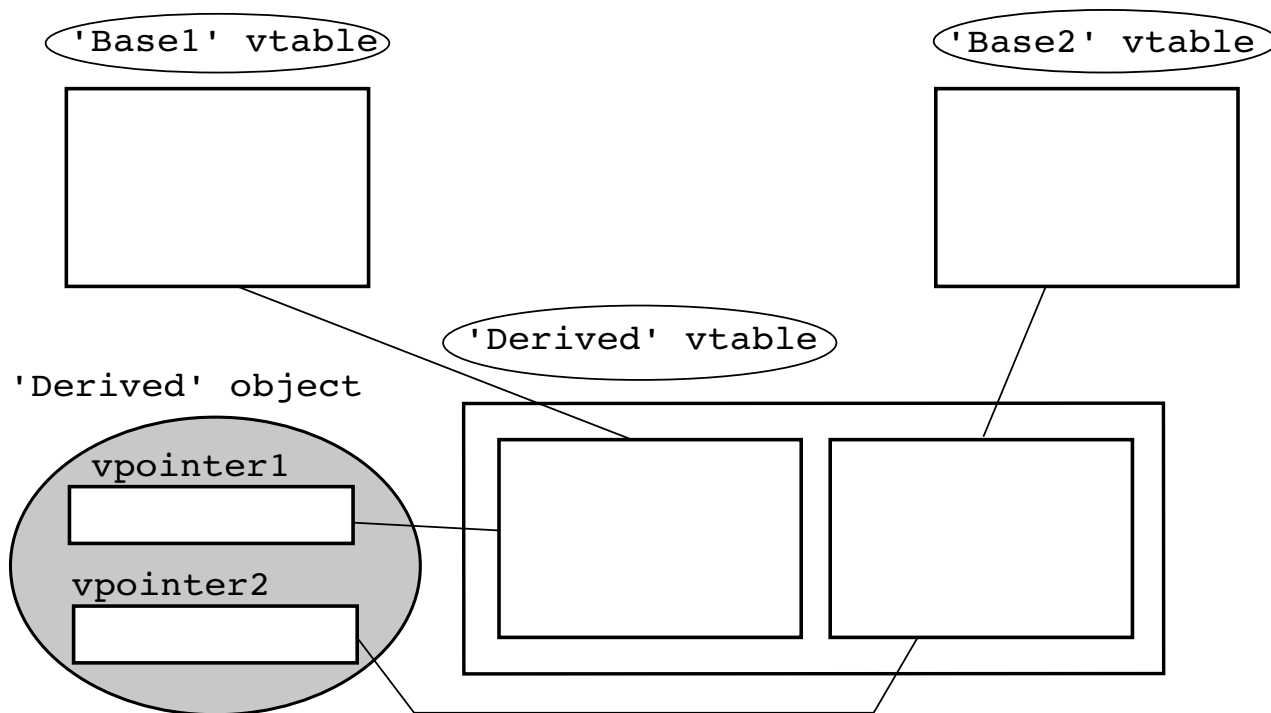 'Base1' vtable
'Base2' vtable
'Derived' vtable
'Derived' object
vpointer1
vpointer2